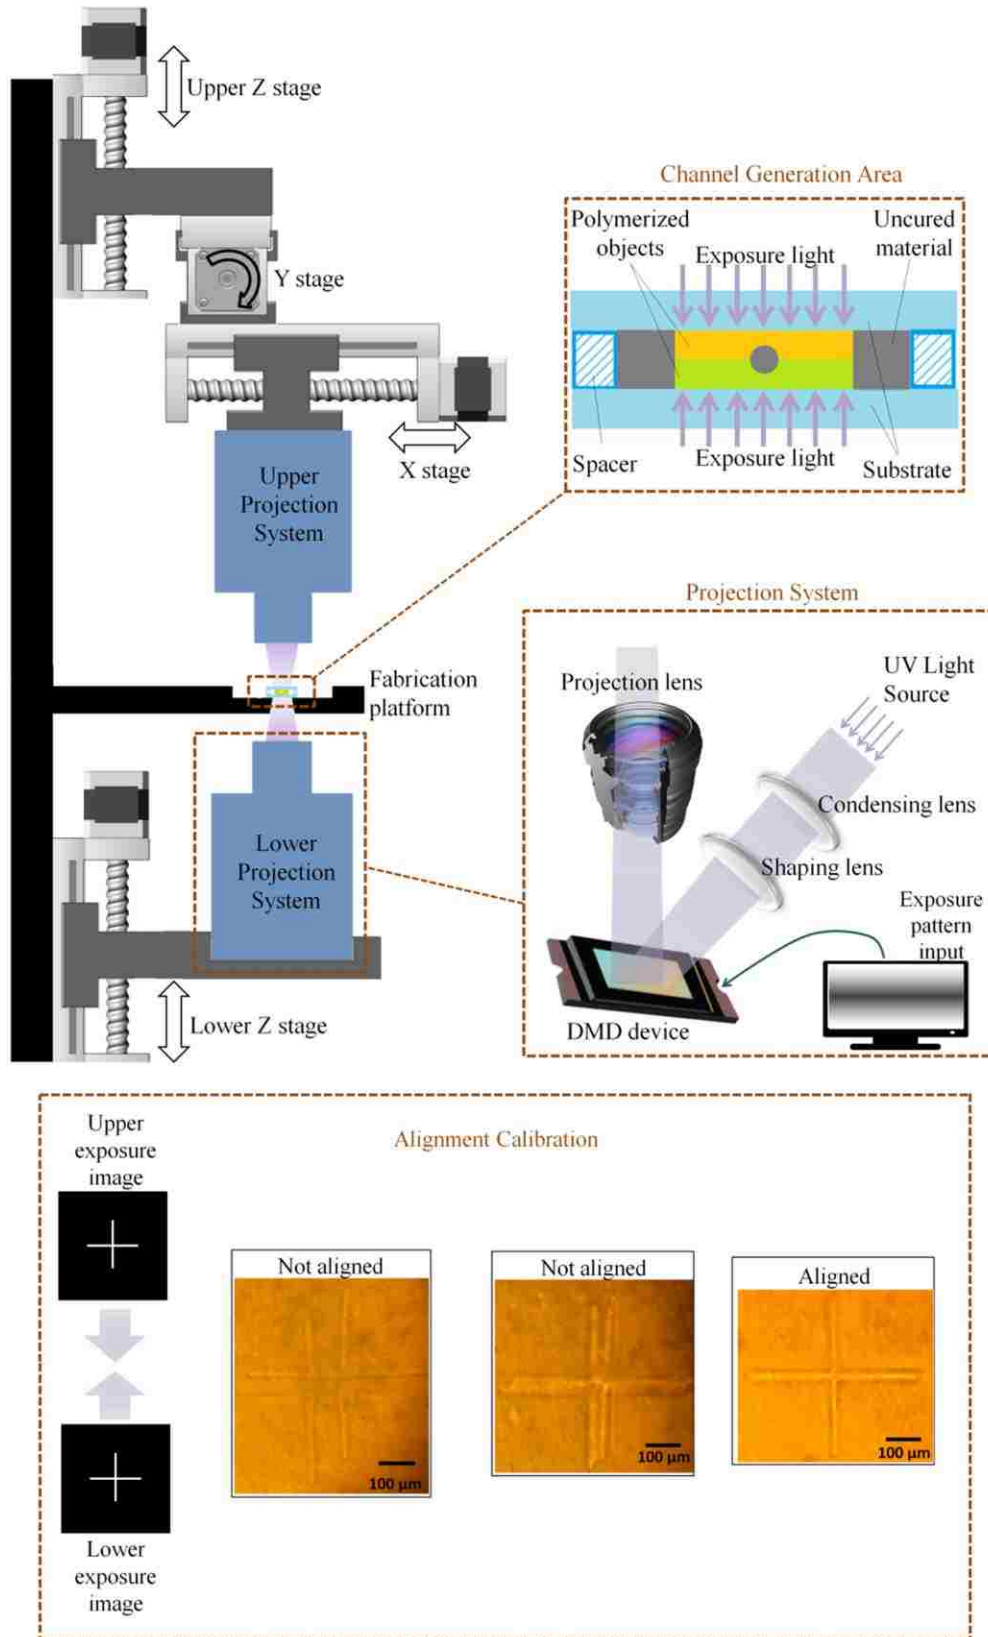 Upper Z stage
Y stage
X stage
Upper
Projection
System
Fabrication
platform
Lower
Projection
System
Lower Z stage
Channel Generation Area
Polymerized
objects
Uncured
material
Exposure light
Exposure light
Spacer
Substrate
Projection System
Projection lens
UV Light
Source
Condensing lens
Shaping lens
Exposure
pattern
input
DMD device
Alignment Calibration
Upper
exposure
image
Lower
exposure
image
Not aligned
100 μm
Not aligned
100 μm
Aligned
100 μm